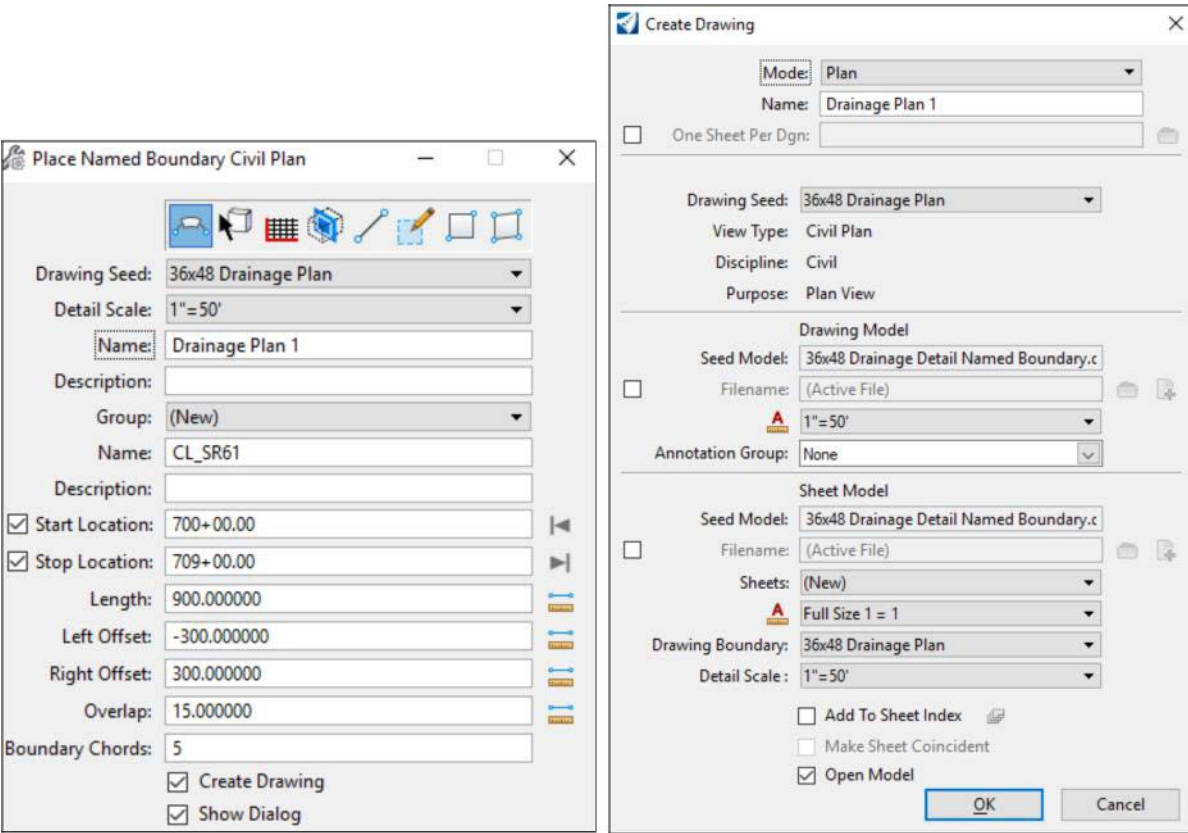 Place Named Boundary Civil Plan
Drawing Seed: 36x48 Drainage Plan
Detail Scale: 1"=50'
Name: Drainage Plan 1
Description:
Group: (New)
Name: CL_SR61
Description:
Start Location: 700+00.00
Stop Location: 709+00.00
Length: 900.000000
Left Offset: -300.000000
Right Offset: 300.000000
Overlap: 15.000000
Boundary Chords: 5
Create Drawing
Show Dialog
Create Drawing
Mode: Plan
Name: Drainage Plan 1
One Sheet Per Dgn:
Drawing Seed: 36x48 Drainage Plan
View Type: Civil Plan
Discipline: Civil
Purpose: Plan View
Drawing Model
Seed Model: 36x48 Drainage Detail Named Boundary.c
Filename: (Active File)
A 1"=50'
Annotation Group: None
Sheet Model
Seed Model: 36x48 Drainage Detail Named Boundary.c
Filename: (Active File)
Sheets: (New)
A Full Size 1 = 1
Drawing Boundary: 36x48 Drainage Plan
Detail Scale : 1"=50'
Add To Sheet Index
Make Sheet Coincident
Open Model
OK Cancel